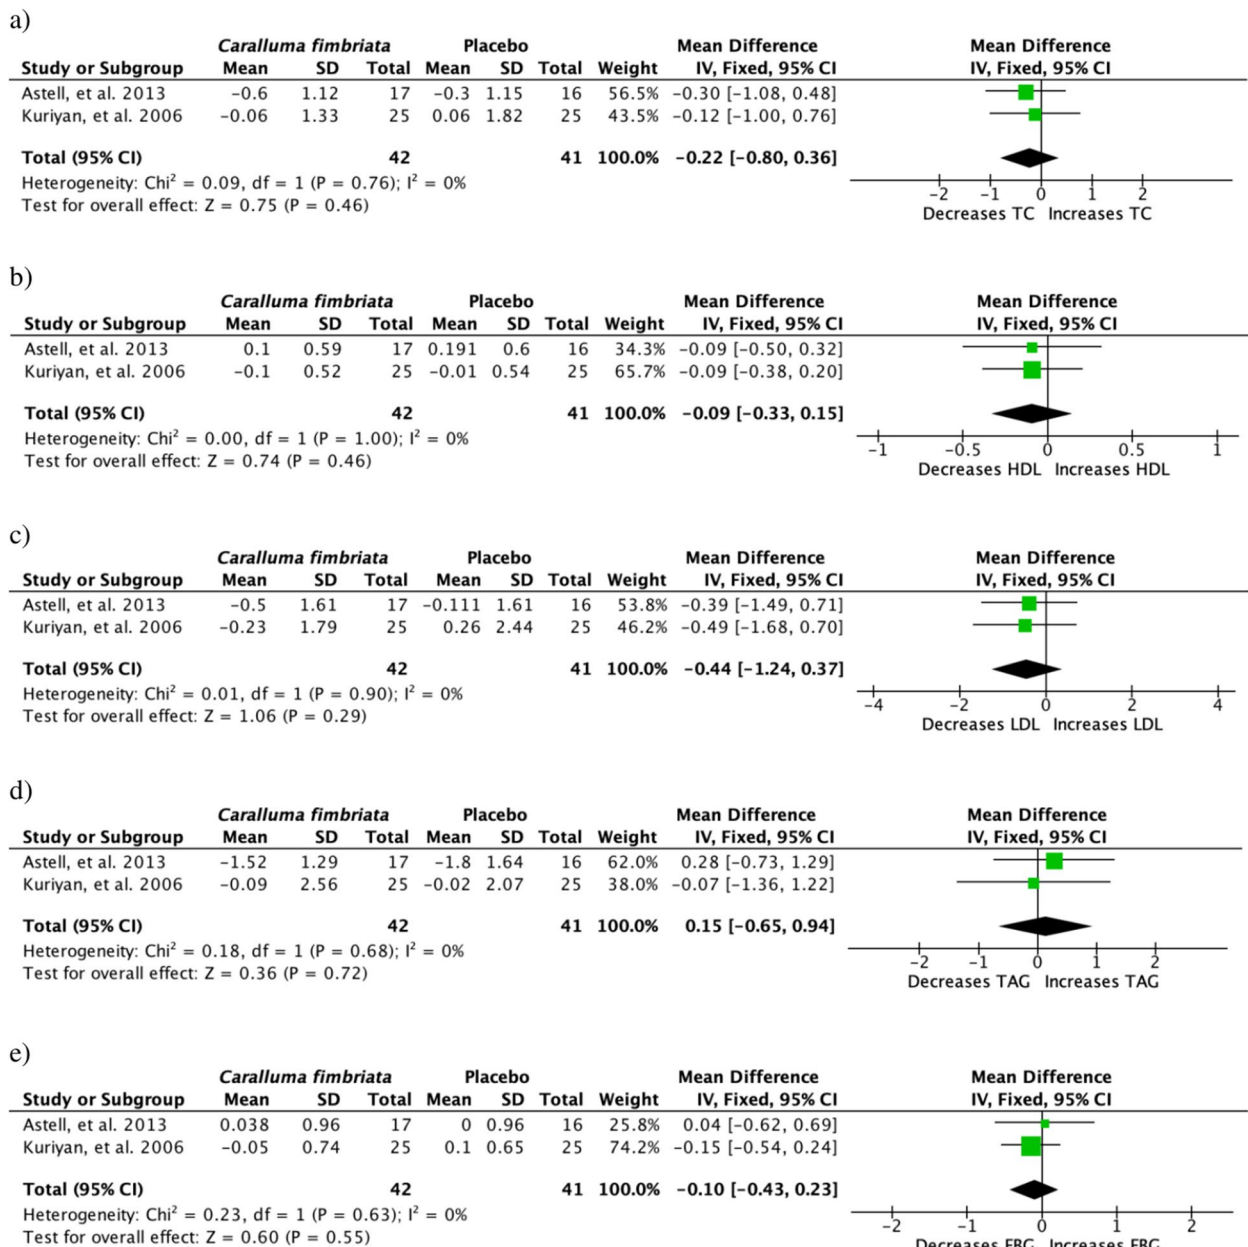 a)
Caralluma fimbriata Placebo Mean Difference Mean Difference
Study or Subgroup Mean SD Total Mean SD Total Weight IV, Fixed, 95% CI IV, Fixed, 95% CI
Astell, et al. 2013 −0.6 1.12 17 −0.3 1.15 16 56.5% −0.30 [−1.08, 0.48]
Kuriyan, et al. 2006 −0.06 1.33 25 0.06 1.82 25 43.5% −0.12 [−1.00, 0.76]
Total (95% CI) 42 41 100.0% −0.22 [−0.80, 0.36]
Heterogeneity: Chi² = 0.09, df = 1 (P = 0.76); I² = 0%
Test for overall effect: Z = 0.75 (P = 0.46)
−2 −1 0 1 2
Decreases TC Increases TC
b)
Caralluma fimbriata Placebo Mean Difference Mean Difference
Study or Subgroup Mean SD Total Mean SD Total Weight IV, Fixed, 95% CI IV, Fixed, 95% CI
Astell, et al. 2013 0.1 0.59 17 0.191 0.6 16 34.3% −0.09 [−0.50, 0.32]
Kuriyan, et al. 2006 −0.1 0.52 25 −0.01 0.54 25 65.7% −0.09 [−0.38, 0.20]
Total (95% CI) 42 41 100.0% −0.09 [−0.33, 0.15]
Heterogeneity: Chi² = 0.00, df = 1 (P = 1.00); I² = 0%
Test for overall effect: Z = 0.74 (P = 0.46)
−1 −0.5 0 0.5 1
Decreases HDL Increases HDL
c)
Caralluma fimbriata Placebo Mean Difference Mean Difference
Study or Subgroup Mean SD Total Mean SD Total Weight IV, Fixed, 95% CI IV, Fixed, 95% CI
Astell, et al. 2013 −0.5 1.61 17 −0.111 1.61 16 53.8% −0.39 [−1.49, 0.71]
Kuriyan, et al. 2006 −0.23 1.79 25 0.26 2.44 25 46.2% −0.49 [−1.68, 0.70]
Total (95% CI) 42 41 100.0% −0.44 [−1.24, 0.37]
Heterogeneity: Chi² = 0.01, df = 1 (P = 0.90); I² = 0%
Test for overall effect: Z = 1.06 (P = 0.29)
−4 −2 0 2 4
Decreases LDL Increases LDL
d)
Caralluma fimbriata Placebo Mean Difference Mean Difference
Study or Subgroup Mean SD Total Mean SD Total Weight IV, Fixed, 95% CI IV, Fixed, 95% CI
Astell, et al. 2013 −1.52 1.29 17 −1.8 1.64 16 62.0% 0.28 [−0.73, 1.29]
Kuriyan, et al. 2006 −0.09 2.56 25 −0.02 2.07 25 38.0% −0.07 [−1.36, 1.22]
Total (95% CI) 42 41 100.0% 0.15 [−0.65, 0.94]
Heterogeneity: Chi² = 0.18, df = 1 (P = 0.68); I² = 0%
Test for overall effect: Z = 0.36 (P = 0.72)
−2 −1 0 1 2
Decreases TAG Increases TAG
e)
Caralluma fimbriata Placebo Mean Difference Mean Difference
Study or Subgroup Mean SD Total Mean SD Total Weight IV, Fixed, 95% CI IV, Fixed, 95% CI
Astell, et al. 2013 0.038 0.96 17 0 0.96 16 25.8% 0.04 [−0.62, 0.69]
Kuriyan, et al. 2006 −0.05 0.74 25 0.1 0.65 25 74.2% −0.15 [−0.54, 0.24]
Total (95% CI) 42 41 100.0% −0.10 [−0.43, 0.23]
Heterogeneity: Chi² = 0.23, df = 1 (P = 0.63); I² = 0%
Test for overall effect: Z = 0.60 (P = 0.55)
−2 −1 0 1 2
Decreases FBG Increases FBG